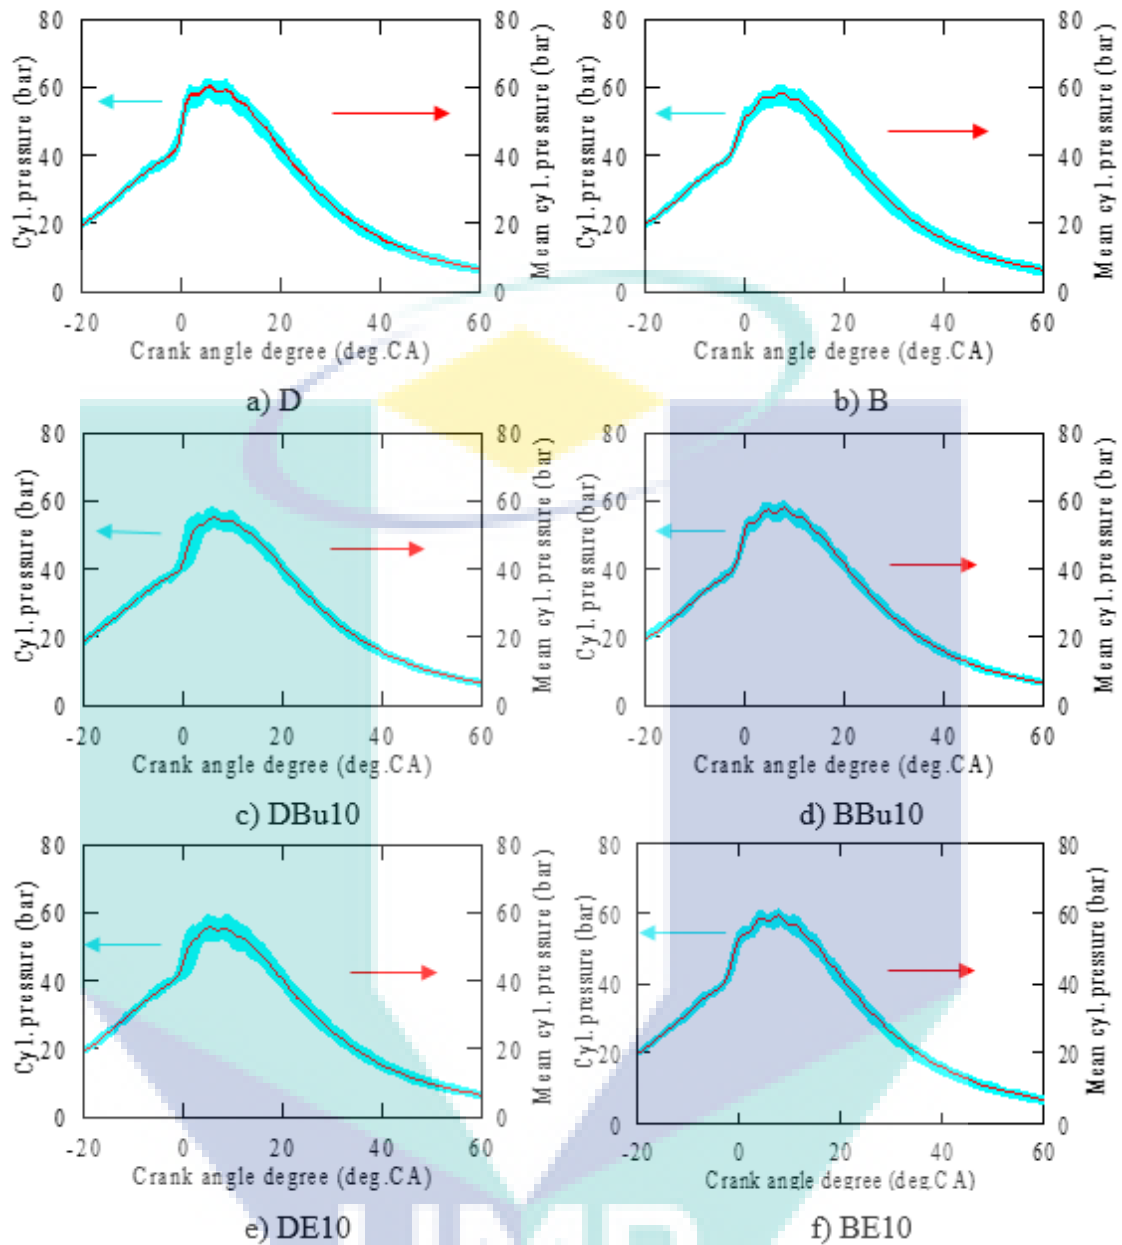 80 80 80 80
60 60 60 60
40 40 40 40
20 20 20 20
0 0 0 0
Cyl.pressure (bar)
Mean cyl.pressure (bar)
Cyl.pressure (bar)
Mean cyl.pressure (bar)
-20 0 20 40 60 -20 0 20 40 60
Crank angle degree (deg.CA) Crank angle degree (deg.CA)
a) D b) B
80 80 80 80
60 60 60 60
40 40 40 40
20 20 20 20
0 0 0 0
Cyl.pressure (bar)
Mean cyl.pressure (bar)
Cyl.pressure(bar)
Mean cyl.pressure (bar)
-20 0 20 40 60 -20 0 20 40 60
Crank angle degree (deg.CA) Crank angle degree (deg.CA)
c) DBu10 d) BBu10
80 80 80 80
60 60 60 60
40 40 40 40
20 20 20 20
0 0 0 0
Cyl.pressure (bar)
Mean cyl.pressure (bar)
Cyl.pressure (bar)
Mean cyl.pressure (bar)
-20 0 20 40 60 -20 0 20 40 60
Crank angle degree (deg.CA) Crank angle degree (deg.CA)
e) DE10 f) BE10